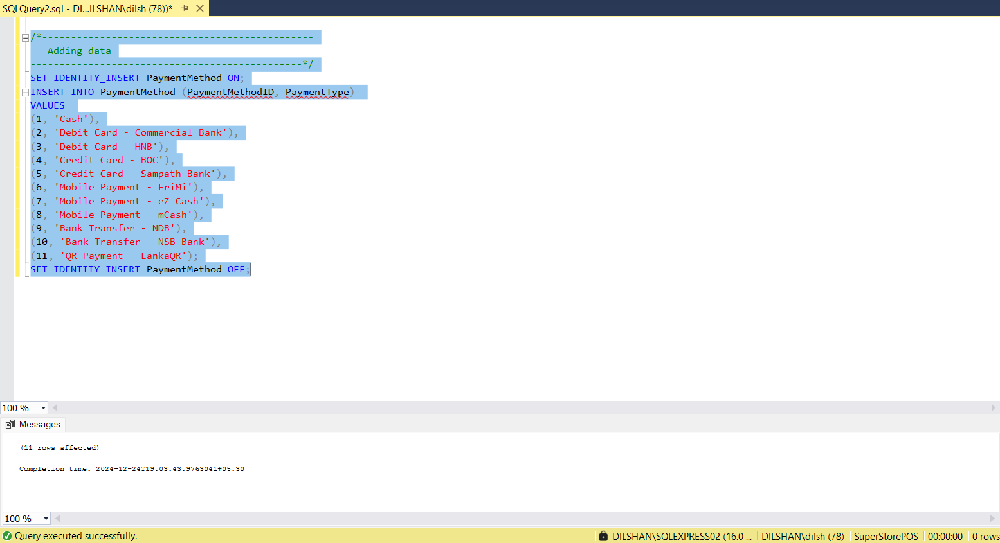 SQLQuery2.sql - DI...ILSHAN\dilsh (78))*
/*-----------------------------------------------
-- Adding data
-----------------------------------------------*/
SET IDENTITY_INSERT PaymentMethod ON;
INSERT INTO PaymentMethod (PaymentMethodID, PaymentType)
VALUES
(1, 'Cash'),
(2, 'Debit Card - Commercial Bank'),
(3, 'Debit Card - HNB'),
(4, 'Credit Card - BOC'),
(5, 'Credit Card - Sampath Bank'),
(6, 'Mobile Payment - FriMi'),
(7, 'Mobile Payment - eZ Cash'),
(8, 'Mobile Payment - mCash'),
(9, 'Bank Transfer - NDB'),
(10, 'Bank Transfer - NSB Bank'),
(11, 'QR Payment - LankaQR');
SET IDENTITY_INSERT PaymentMethod OFF;
100 %
Messages
(11 rows affected)
Completion time: 2024-12-24T19:03:43.9763041+05:30
100 %
Query executed successfully.
DILSHAN\SQLEXPRESS02 (16.0 ...
DILSHAN\dilsh (78)
SuperStorePOS
00:00:00
0 rows